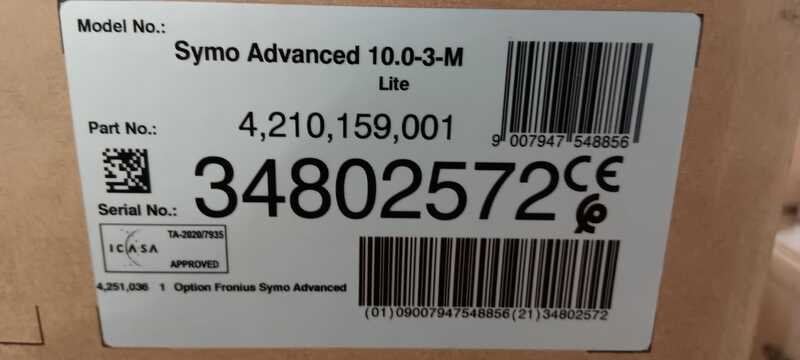 Model No.:
Symo Advanced 10.0-3-M
Lite
9 007947 548856
Part No.: 4,210,159,001
Serial No.: 34802572
CE
ICASA
TA-2020/7935
APPROVED
4,251,036 1 Option Fronius Symo Advanced
(01)09007947548856(21)34802572